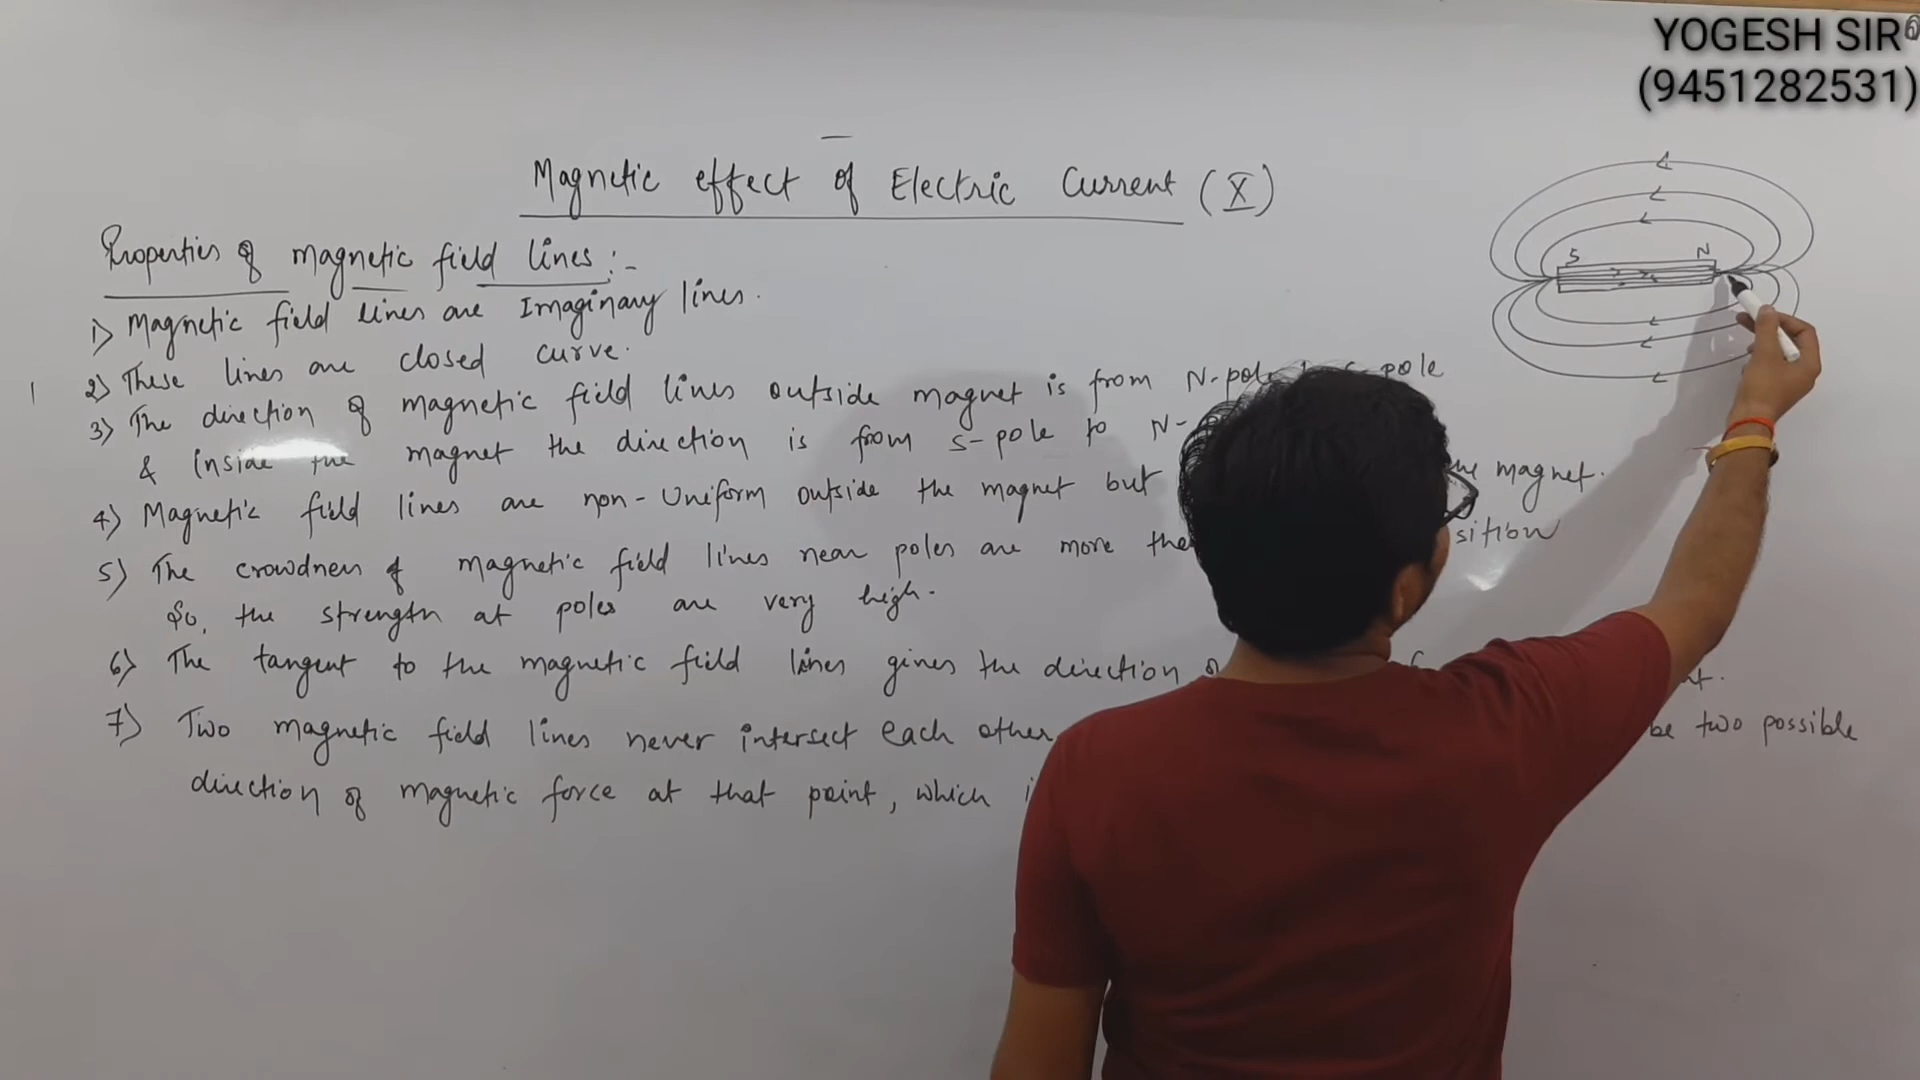 YOGESH SIR
(9451282531)
Magnetic effect of Electric Current (X)
Properties of magnetic field lines :-
S N
1) Magnetic field lines are Imaginary lines.
2) These lines are closed curve.
3) The direction of magnetic field lines outside magnet is from N-pole pole
& inside the magnet the direction is from S-pole to N-
4) Magnetic field lines are non-uniform outside the magnet but magnet.
5) The crowdness of magnetic field lines near poles are more
So, the strength at poles are very high.
6) The tangent to the magnetic field lines gives the direction
7) Two magnetic field lines never intersect each other be two possible
direction of magnetic force at that point, which